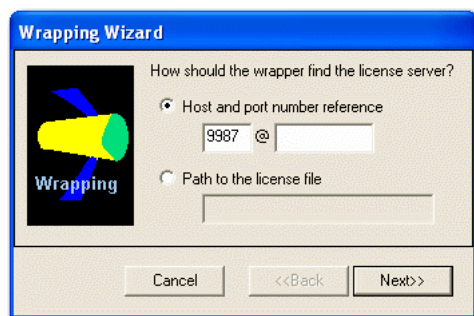 Wrapping Wizard
How should the wrapper find the license server?
Host and port number reference
9987 @
Path to the license file
Wrapping
Cancel <<Back Next>>